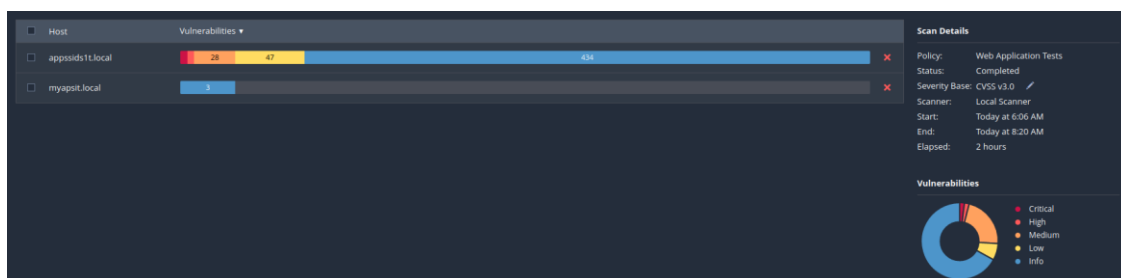 Host Vulnerabilities ▾
appssids1t.local 28 47 434 ×
myapsit.local 3 ×
Scan Details
Policy: Web Application Tests
Status: Completed
Severity Base: CVSS v3.0
Scanner: Local Scanner
Start: Today at 6:06 AM
End: Today at 8:20 AM
Elapsed: 2 hours
Vulnerabilities
Critical
High
Medium
Low
Info